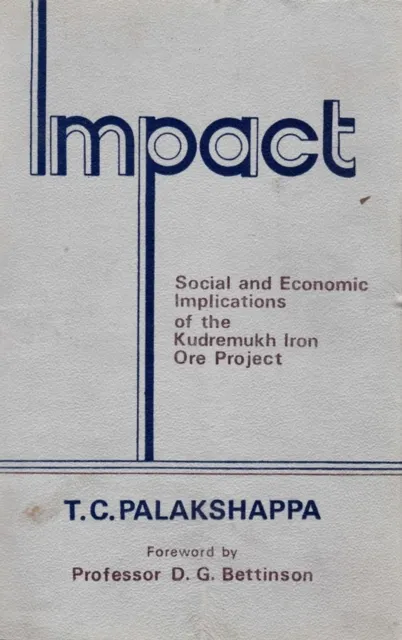 Impact
Social and Economic
Implications
of the
Kudremukh Iron
Ore Project
T.C.PALAKSHAPPA
Foreword by
Professor D. G. Bettinson